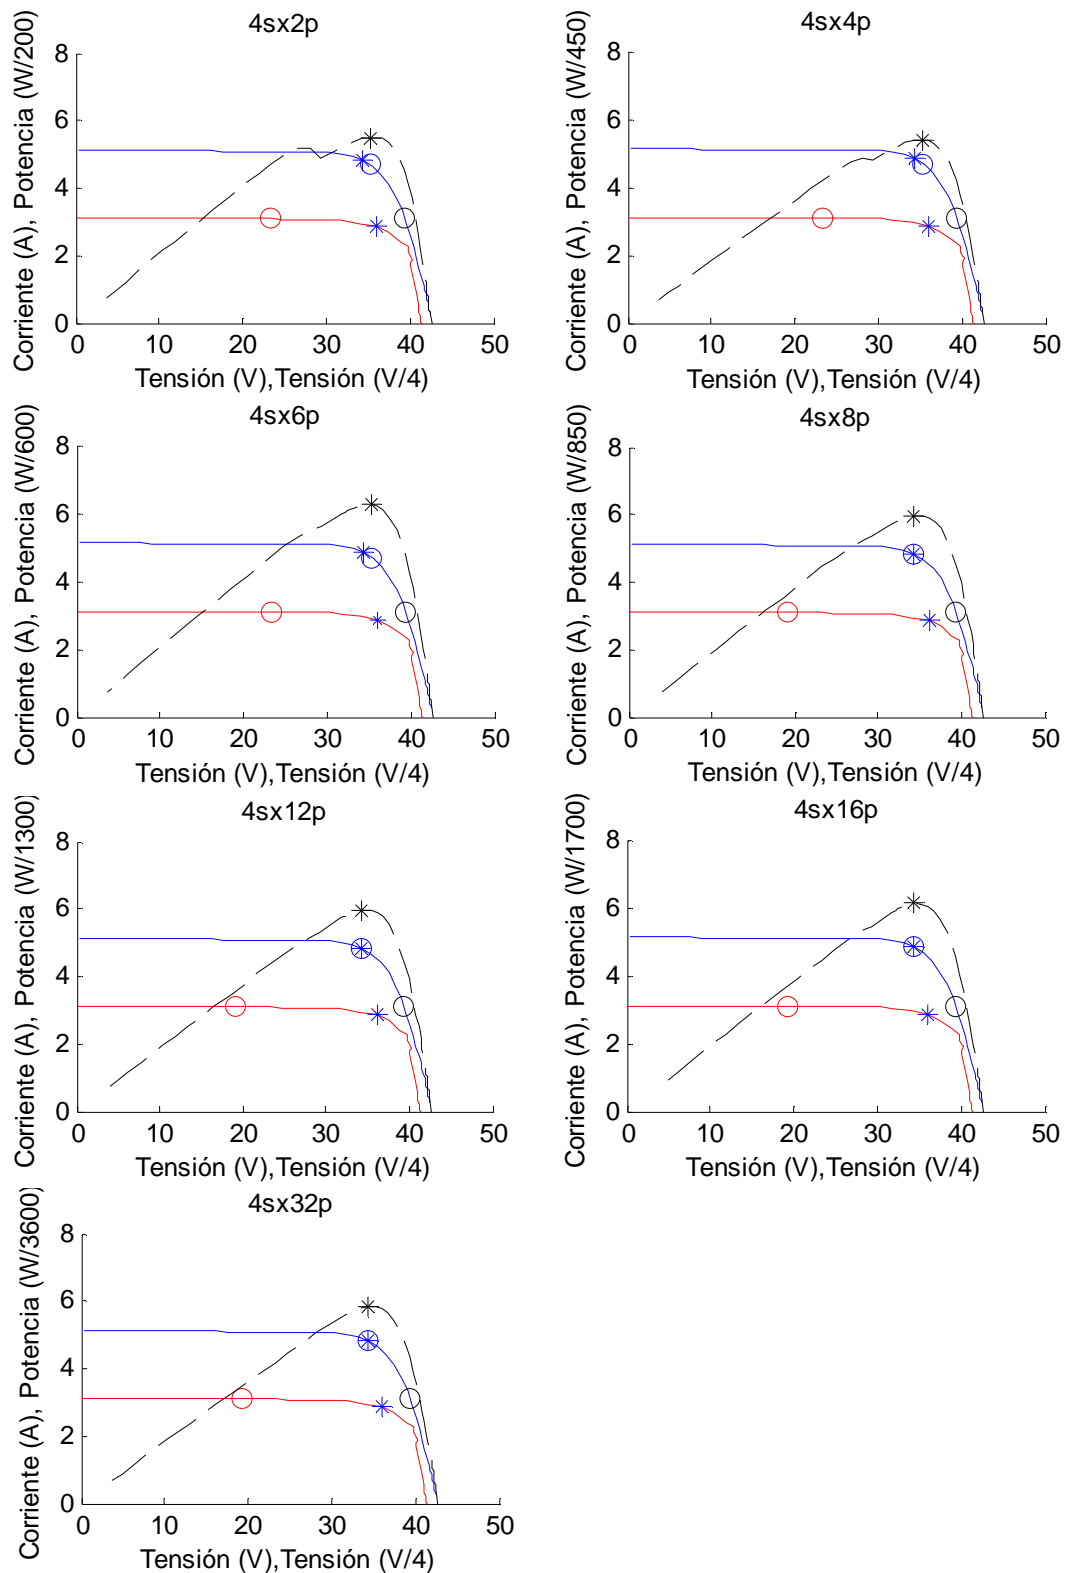 4sx2p
Corriente (A), Potencia (W/200)
8
6
4
2
0
0 10 20 30 40 50
Tensión (V),Tensión (V/4)
4sx4p
Corriente (A), Potencia (W/450)
8
6
4
2
0
0 10 20 30 40 50
Tensión (V),Tensión (V/4)
4sx6p
Corriente (A), Potencia (W/600)
8
6
4
2
0
0 10 20 30 40 50
Tensión (V),Tensión (V/4)
4sx8p
Corriente (A), Potencia (W/850)
8
6
4
2
0
0 10 20 30 40 50
Tensión (V),Tensión (V/4)
4sx12p
Corriente (A), Potencia (W/1300)
8
6
4
2
0
0 10 20 30 40 50
Tensión (V),Tensión (V/4)
4sx16p
Corriente (A), Potencia (W/1700)
8
6
4
2
0
0 10 20 30 40 50
Tensión (V),Tensión (V/4)
4sx32p
Corriente (A), Potencia (W/3600)
8
6
4
2
0
0 10 20 30 40 50
Tensión (V),Tensión (V/4)